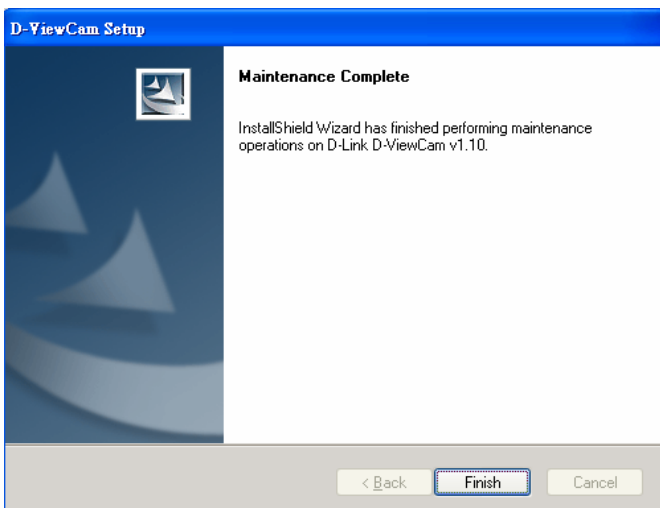 D-ViewCam Setup
Maintenance Complete
InstallShield Wizard has finished performing maintenance
operations on D-Link D-ViewCam v1.10.
< Back
Finish
Cancel